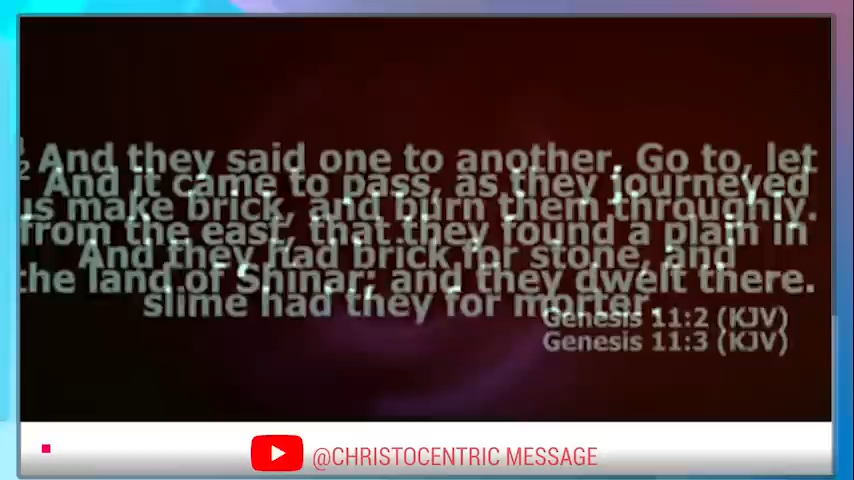 3 And they said one to another, Go to, let
2 And it came to pass, as they journeyed
us make brick, and burn them throughly.
from the east, that they found a plain in
And they had brick for stone, and
the land of Shinar; and they dwelt there.
slime had they for morter.
Genesis 11:2 (KJV)
Genesis 11:3 (KJV)
@CHRISTOCENTRIC MESSAGE